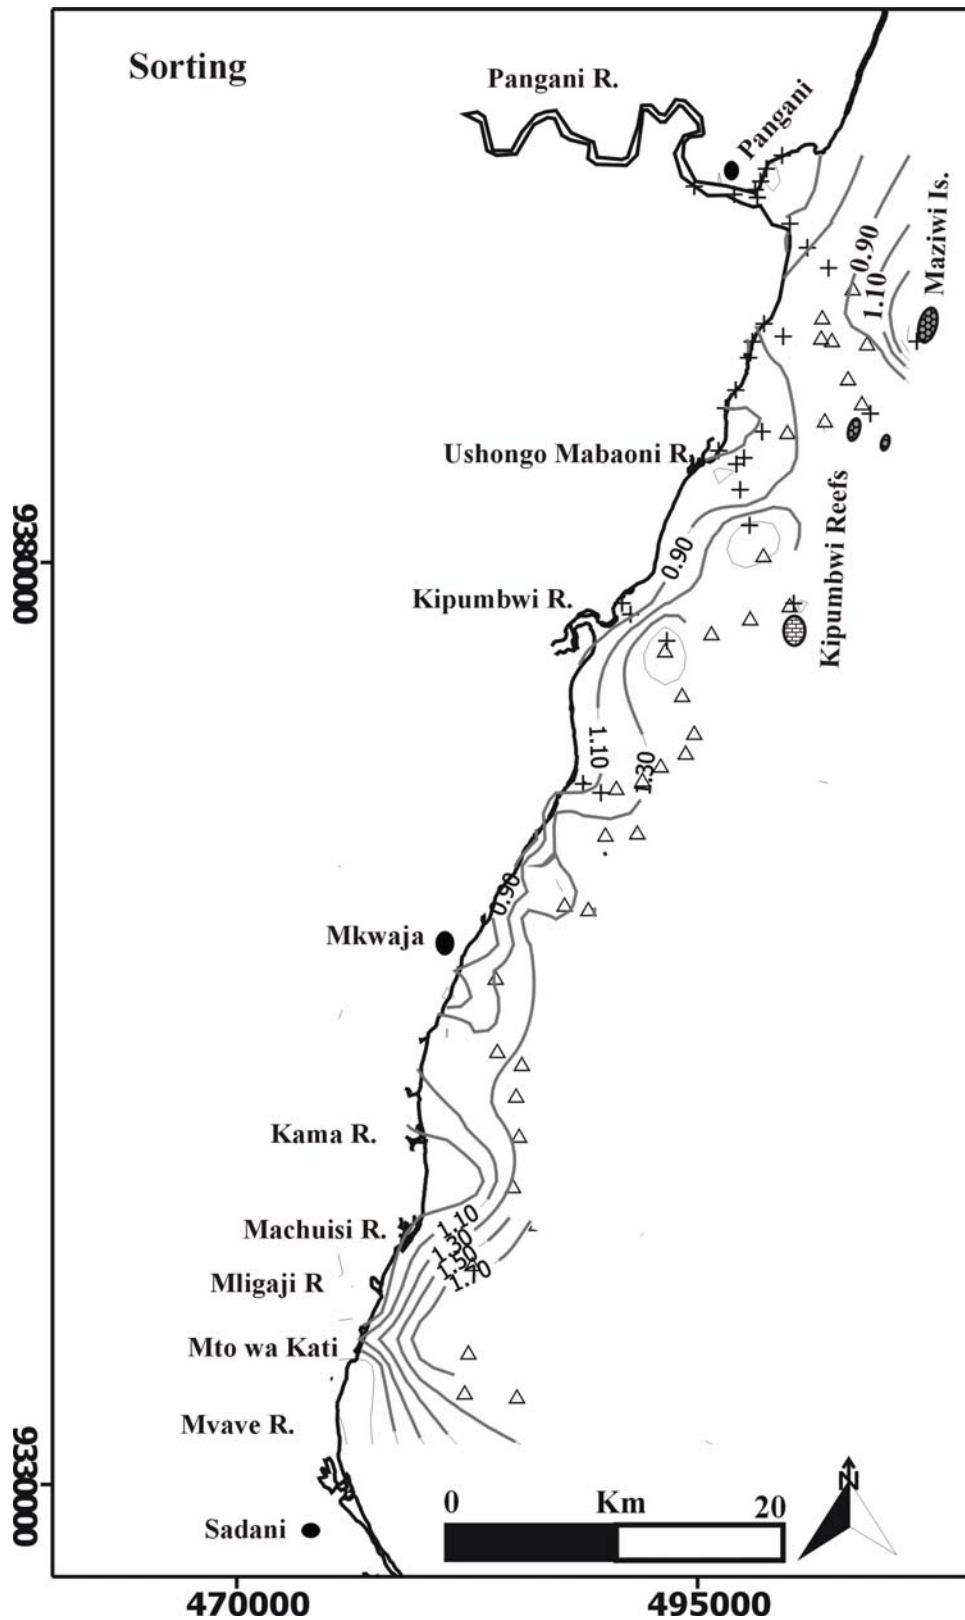 Sorting
Pangani R.
Pangani
Maziwi Is.
0.90
1.10
Ushongo Mabaoni R.
Kipumbwi Reefs
0.90
9380000
Kipumbwi R.
1.10
1.30
0.90
Mkwaja
Kama R.
Machuisi R.
1.10
1.30
1.50
1.70
Mligaji R
Mto wa Kati
Mvave R.
9330000
N
0 Km 20
Sadani
470000 495000